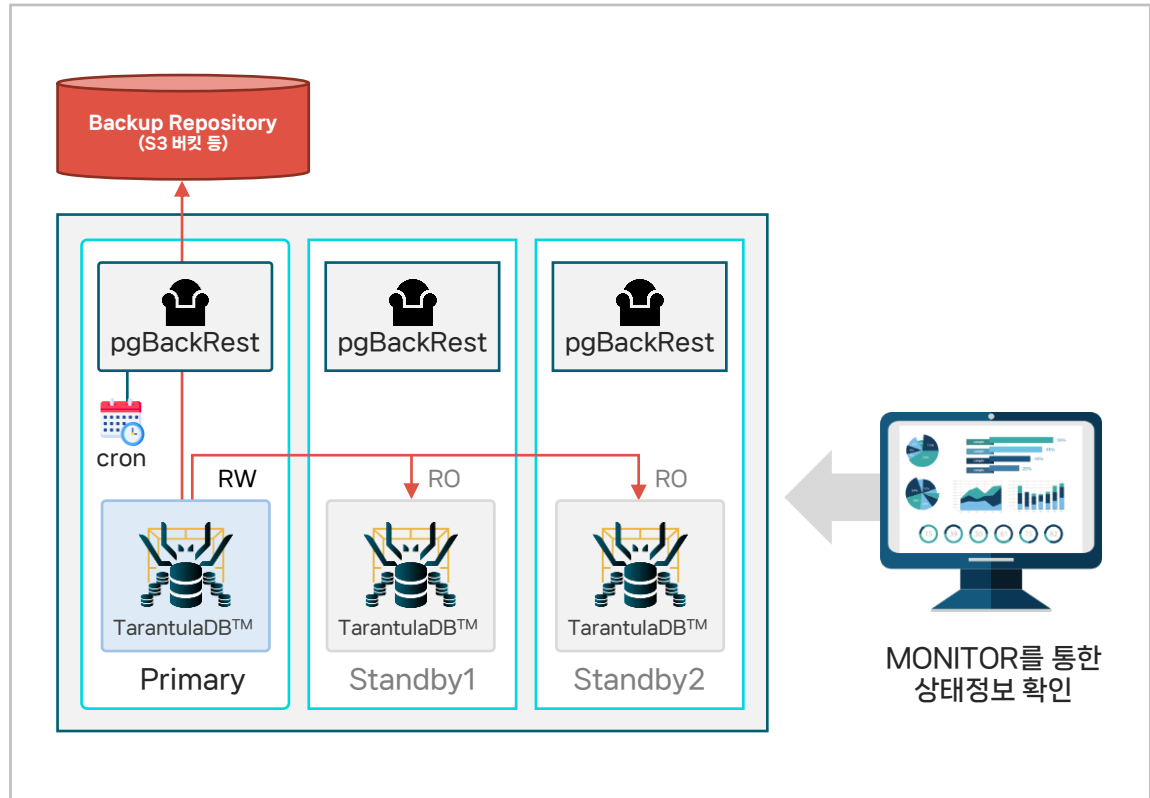 Backup Repository
(S3 버킷 등)
pgBackRest
pgBackRest
pgBackRest
cron
RW
RO
RO
TarantulaDB™
TarantulaDB™
TarantulaDB™
Primary
Standby1
Standby2
MONITOR를 통한
상태정보 확인